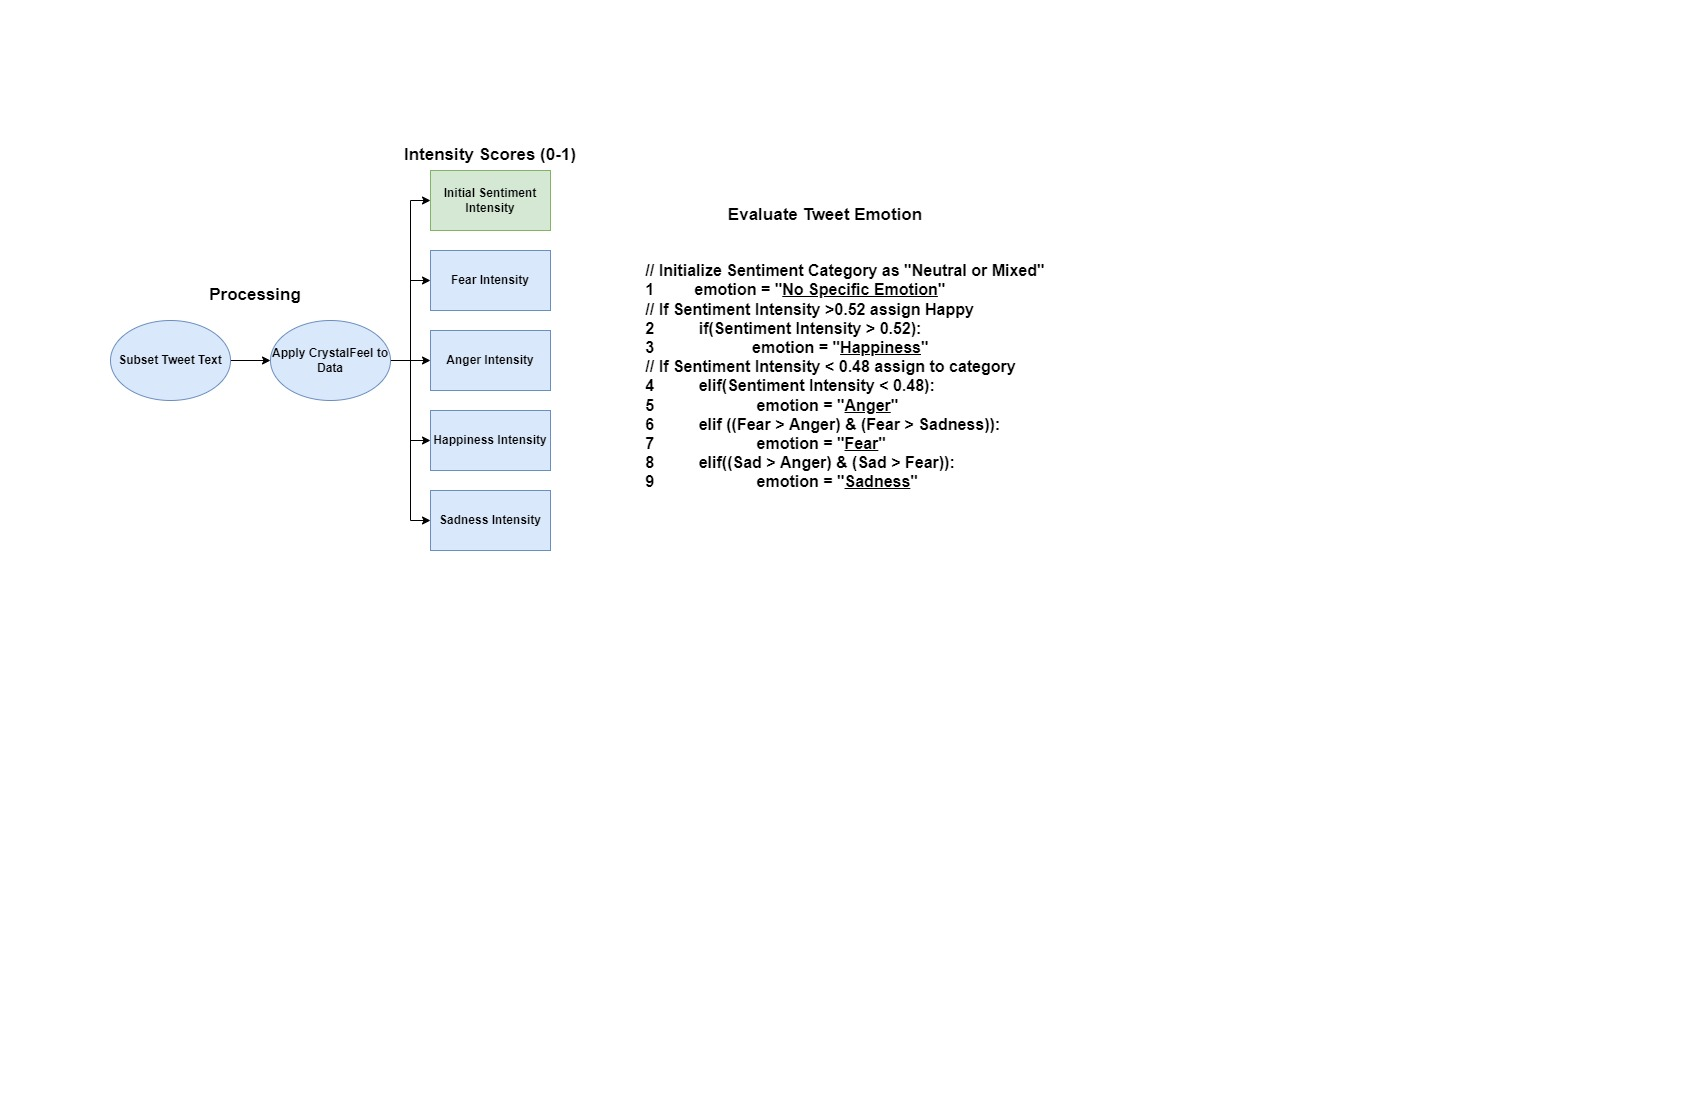 Intensity Scores (0-1)
Initial Sentiment
Intensity
Fear Intensity
Processing
Subset Tweet Text
Apply CrystalFeel to
Data
Anger Intensity
Happiness Intensity
Sadness Intensity
Evaluate Tweet Emotion
// Initialize Sentiment Category as "Neutral or Mixed"
1 emotion = "No Specific Emotion"
// If Sentiment Intensity >0.52 assign Happy
2 if(Sentiment Intensity > 0.52):
3 emotion = "Happiness"
// If Sentiment Intensity < 0.48 assign to category
4 elif(Sentiment Intensity < 0.48):
5 emotion = "Anger"
6 elif ((Fear > Anger) & (Fear > Sadness)):
7 emotion = "Fear"
8 elif((Sad > Anger) & (Sad > Fear)):
9 emotion = "Sadness"